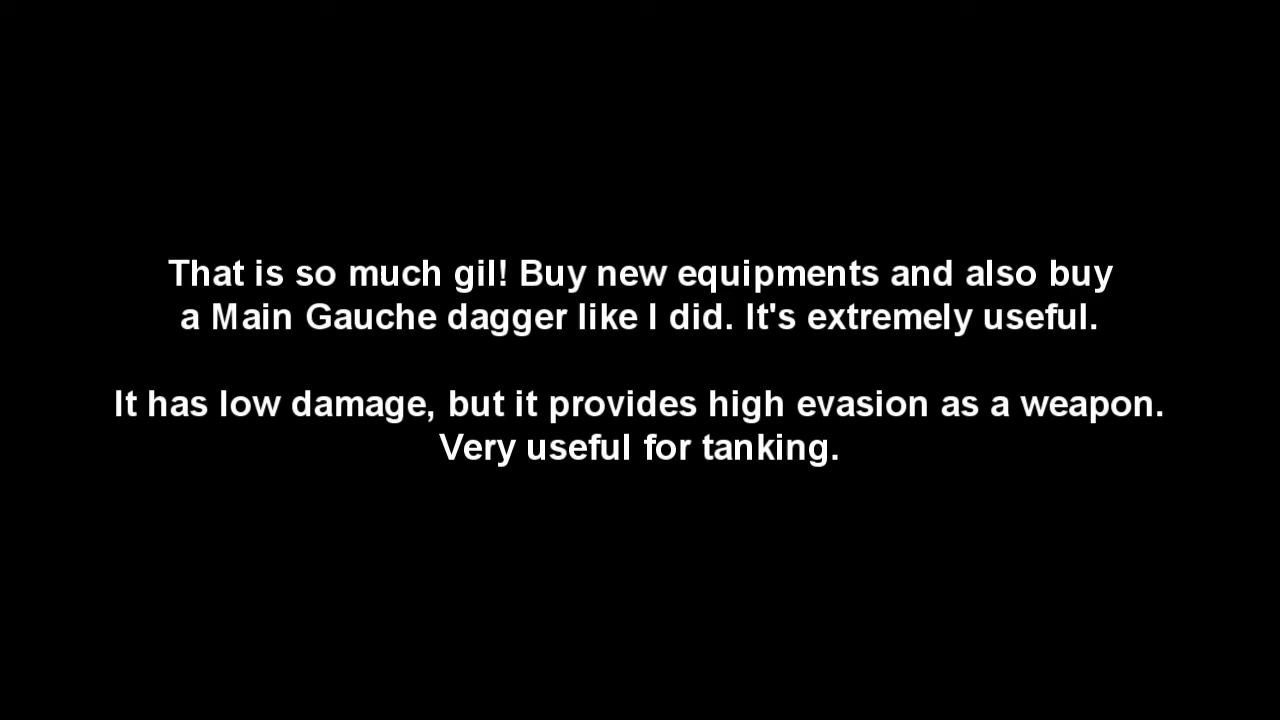 That is so much gil! Buy new equipments and also buy
a Main Gauche dagger like I did. It's extremely useful.
It has low damage, but it provides high evasion as a weapon.
Very useful for tanking.